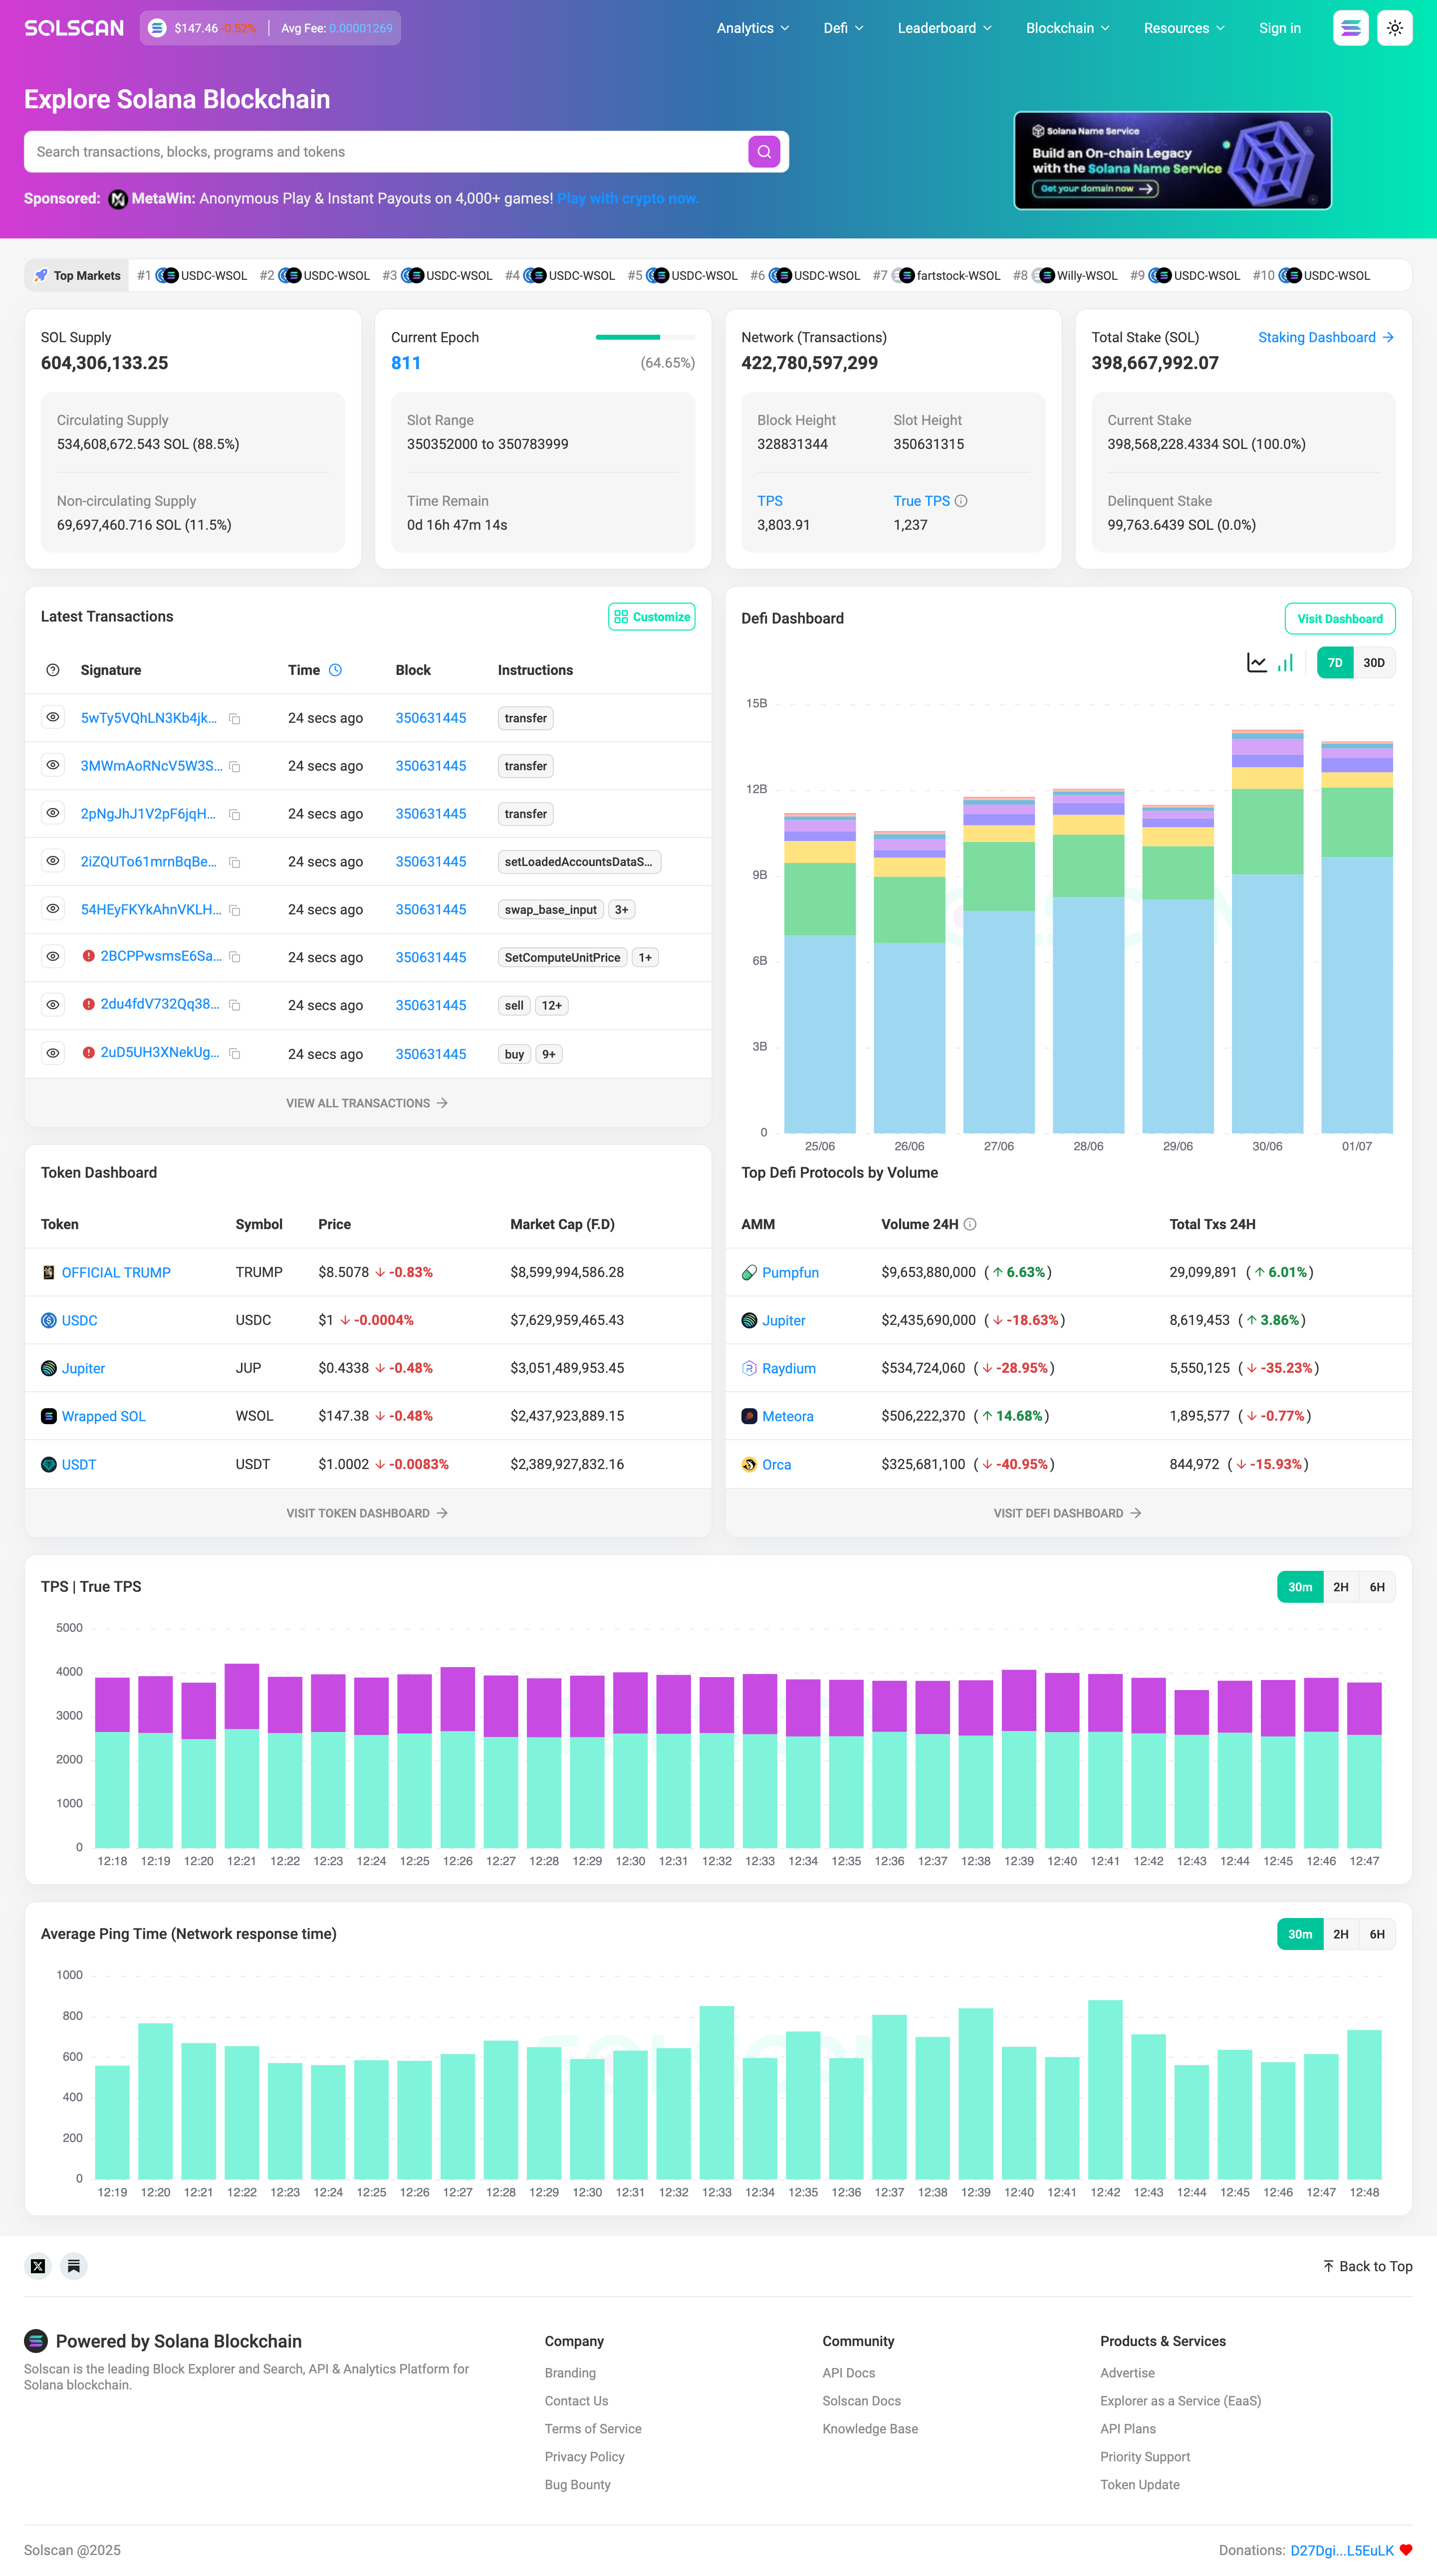 SOLSCAN
$147.46 -0.52% Avg Fee: 0.00001269
Analytics Defi Leaderboard Blockchain Resources Sign in
Explore Solana Blockchain
Search transactions, blocks, programs and tokens
Sponsored: MetaWin: Anonymous Play & Instant Payouts on 4,000+ games! Play with crypto now.
Solana Name Service
Build an On-chain Legacy
with the Solana Name Service
Get your domain now
Top Markets #1 USDC-WSOL #2 USDC-WSOL #3 USDC-WSOL #4 USDC-WSOL #5 USDC-WSOL #6 USDC-WSOL #7 fartstock-WSOL #8 Willy-WSOL #9 USDC-WSOL #10 USDC-WSOL
SOL Supply
604,306,133.25
Circulating Supply
534,608,672.543 SOL (88.5%)
Non-circulating Supply
69,697,460.716 SOL (11.5%)
Current Epoch
811 (64.65%)
Slot Range
350352000 to 350783999
Time Remain
0d 16h 47m 14s
Network (Transactions)
422,780,597,299
Block Height Slot Height
328831344 350631315
TPS True TPS
3,803.91 1,237
Total Stake (SOL) Staking Dashboard
398,667,992.07
Current Stake
398,568,228.4334 SOL (100.0%)
Delinquent Stake
99,763.6439 SOL (0.0%)
Latest Transactions Customize
Signature Time Block Instructions
5wTy5VQhLN3Kb4jk... 24 secs ago 350631445 transfer
3MWmAoRNcV5W3S... 24 secs ago 350631445 transfer
2pNgJhJ1V2pF6jqH... 24 secs ago 350631445 transfer
2iZQUTo61mrnBqBe... 24 secs ago 350631445 setLoadedAccountsDataS...
54HEyFKYkAhnVKLH... 24 secs ago 350631445 swap_base_input 3+
2BCPPwsmsE6Sa... 24 secs ago 350631445 SetComputeUnitPrice 1+
2du4fdV732Qq38... 24 secs ago 350631445 sell 12+
2uD5UH3XNekUg... 24 secs ago 350631445 buy 9+
VIEW ALL TRANSACTIONS
Defi Dashboard Visit Dashboard
7D 30D
15B
12B
9B
6B
3B
0
25/06 26/06 27/06 28/06 29/06 30/06 01/07
Token Dashboard
Token Symbol Price Market Cap (F.D)
OFFICIAL TRUMP TRUMP $8.5078 -0.83% $8,599,994,586.28
USDC USDC $1 -0.0004% $7,629,959,465.43
Jupiter JUP $0.4338 -0.48% $3,051,489,953.45
Wrapped SOL WSOL $147.38 -0.48% $2,437,923,889.15
USDT USDT $1.0002 -0.0083% $2,389,927,832.16
VISIT TOKEN DASHBOARD
Top Defi Protocols by Volume
AMM Volume 24H Total Txs 24H
Pumpfun $9,653,880,000 (↑ 6.63%) 29,099,891 (↑ 6.01%)
Jupiter $2,435,690,000 (↓ -18.63%) 8,619,453 (↑ 3.86%)
Raydium $534,724,060 (↓ -28.95%) 5,550,125 (↓ -35.23%)
Meteora $506,222,370 (↑ 14.68%) 1,895,577 (↓ -0.77%)
Orca $325,681,100 (↓ -40.95%) 844,972 (↓ -15.93%)
VISIT DEFI DASHBOARD
TPS | True TPS 30m 2H 6H
5000
4000
3000
2000
1000
0
12:18 12:19 12:20 12:21 12:22 12:23 12:24 12:25 12:26 12:27 12:28 12:29 12:30 12:31 12:32 12:33 12:34 12:35 12:36 12:37 12:38 12:39 12:40 12:41 12:42 12:43 12:44 12:45 12:46 12:47
Average Ping Time (Network response time) 30m 2H 6H
1000
800
600
400
200
0
12:19 12:20 12:21 12:22 12:23 12:24 12:25 12:26 12:27 12:28 12:29 12:30 12:31 12:32 12:33 12:34 12:35 12:36 12:37 12:38 12:39 12:40 12:41 12:42 12:43 12:44 12:45 12:46 12:47 12:48
Back to Top
Powered by Solana Blockchain
Solscan is the leading Block Explorer and Search, API & Analytics Platform for
Solana blockchain.
Company
Branding
Contact Us
Terms of Service
Privacy Policy
Bug Bounty
Community
API Docs
Solscan Docs
Knowledge Base
Products & Services
Advertise
Explorer as a Service (EaaS)
API Plans
Priority Support
Token Update
Solscan @2025
Donations: D27Dgi...L5EuLK